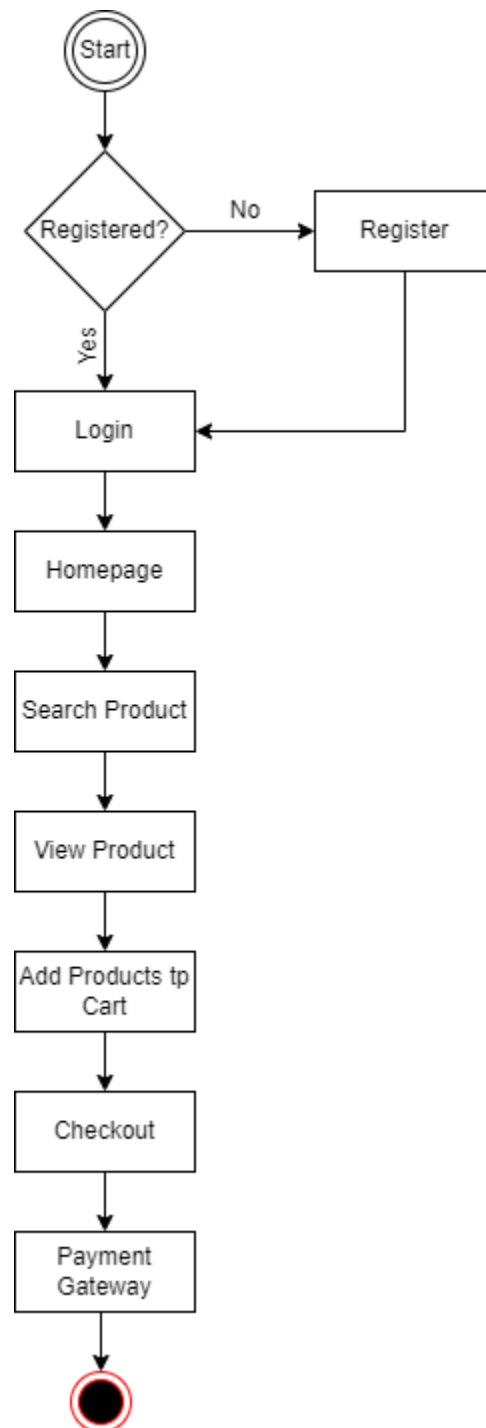 Start
Registered?
No
Register
Yes
Login
Homepage
Search Product
View Product
Add Products tp
Cart
Checkout
Payment
Gateway